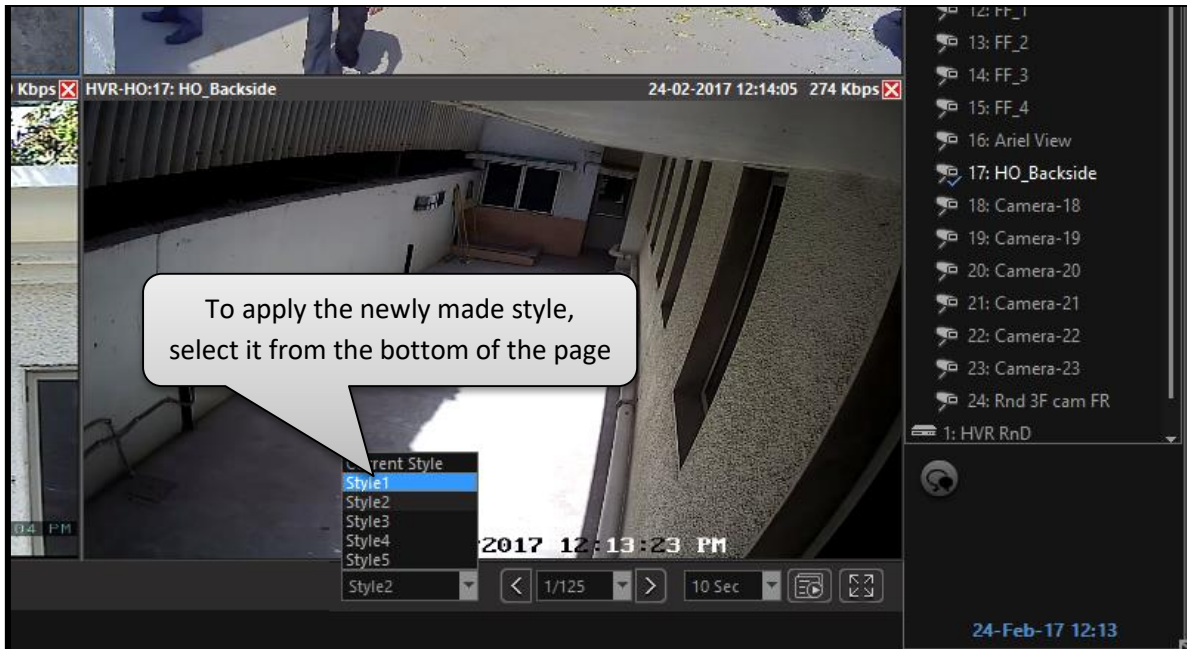 12: FF_1
13: FF_2
14: FF_3
15: FF_4
16: Ariel View
17: HO_Backside
18: Camera-18
19: Camera-19
20: Camera-20
21: Camera-21
22: Camera-22
23: Camera-23
24: Rnd 3F cam FR
1: HVR RnD
Kbps
HVR-HO:17: HO_Backside 24-02-2017 12:14:05 274 Kbps
To apply the newly made style,
select it from the bottom of the page
Style
Style1
Style2
Style3
Style4
Style5
04 PM
2017 12:13:23 PM
Style2 1/125 10 Sec
24-Feb-17 12:13